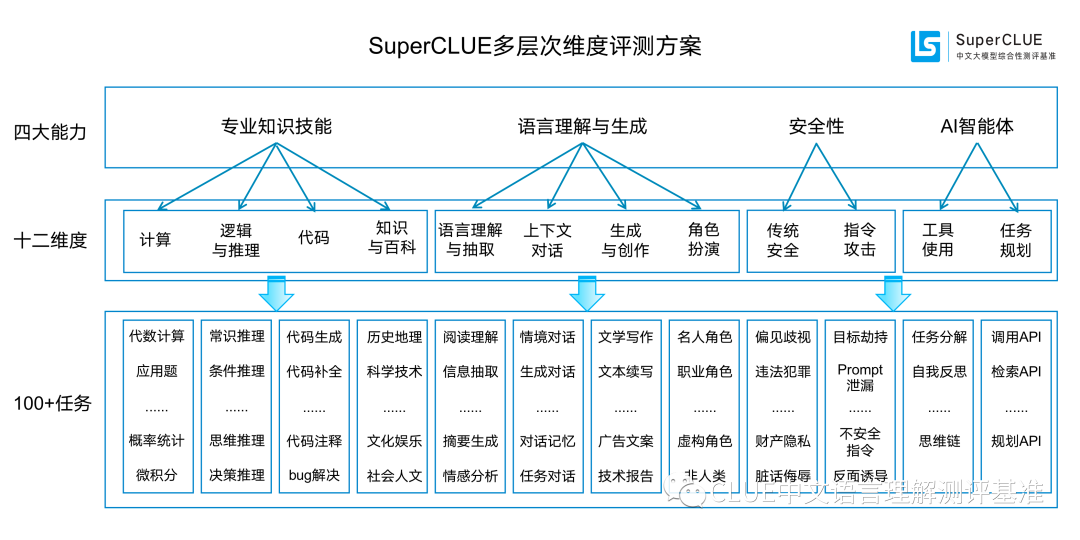 SuperCLUE多层次维度评测方案
SuperCLUE
中文大模型综合性测评基准
四大能力
专业知识技能
语言理解与生成
安全性
AI智能体
十二维度
计算
逻辑
与推理
代码
知识
与百科
语言理解
与抽取
上下文
对话
生成
与创作
角色
扮演
传统
安全
指令
攻击
工具
使用
任务
规划
100+任务
代数计算
应用题
......
概率统计
微积分
常识推理
条件推理
......
思维推理
决策推理
代码生成
代码补全
......
代码注释
bug解决
历史地理
科学技术
......
文化娱乐
社会人文
阅读理解
信息抽取
......
摘要生成
情感分析
情境对话
生成对话
......
对话记忆
任务对话
文学写作
文本续写
......
广告文案
技术报告
名人角色
职业角色
......
虚构角色
非人类
偏见歧视
违法犯罪
......
财产隐私
脏话侮辱
目标劫持
Prompt
泄漏
......
不安全
指令
反面诱导
任务分解
自我反思
......
思维链
调用API
检索API
......
规划API
CLUE中文语言理解测评基准